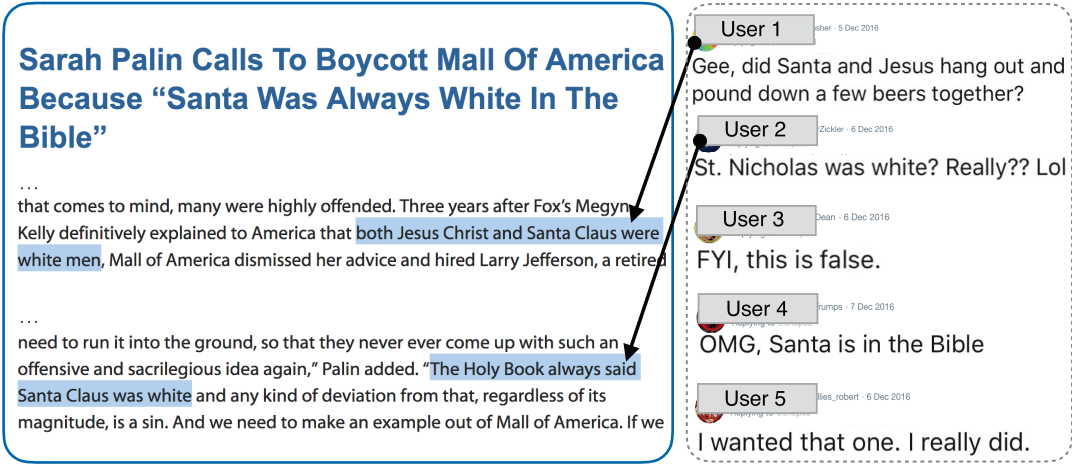 Sarah Palin Calls To Boycott Mall Of America
Because “Santa Was Always White In The
Bible”
...
that comes to mind, many were highly offended. Three years after Fox’s Megyn
Kelly definitively explained to America that both Jesus Christ and Santa Claus were
white men, Mall of America dismissed her advice and hired Larry Jefferson, a retired
...
need to run it into the ground, so that they never ever come up with such an
offensive and sacrilegious idea again,” Palin added. “The Holy Book always said
Santa Claus was white and any kind of deviation from that, regardless of its
magnitude, is a sin. And we need to make an example out of Mall of America. If we
User 1
· 5 Dec 2016
Gee, did Santa and Jesus hang out and
pound down a few beers together?
User 2
Zickler · 6 Dec 2016
St. Nicholas was white? Really?? Lol
User 3
Dean · 6 Dec 2016
FYI, this is false.
User 4
rumps · 7 Dec 2016
Replying to
OMG, Santa is in the Bible
User 5
llies_robert · 6 Dec 2016
Replying to
I wanted that one. I really did.